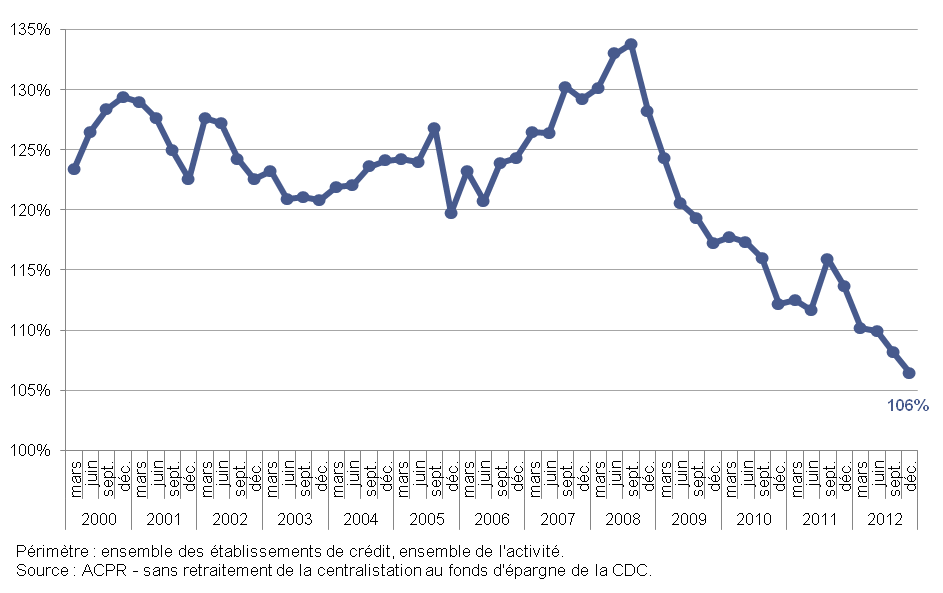 135%
130%
125%
120%
115%
110%
105%
100%
106%
mars juin sept. déc. mars juin sept. déc. mars juin sept. déc. mars juin sept. déc. mars juin sept. déc. mars juin sept. déc. mars juin sept. déc. mars juin sept. déc. mars juin sept. déc. mars juin sept. déc. mars juin sept. déc. mars juin sept. déc. mars juin sept. déc.
2000 2001 2002 2003 2004 2005 2006 2007 2008 2009 2010 2011 2012
Périmètre : ensemble des établissements de crédit, ensemble de l'activité.
Source : ACPR - sans retraitement de la centralistation au fonds d'épargne de la CDC.